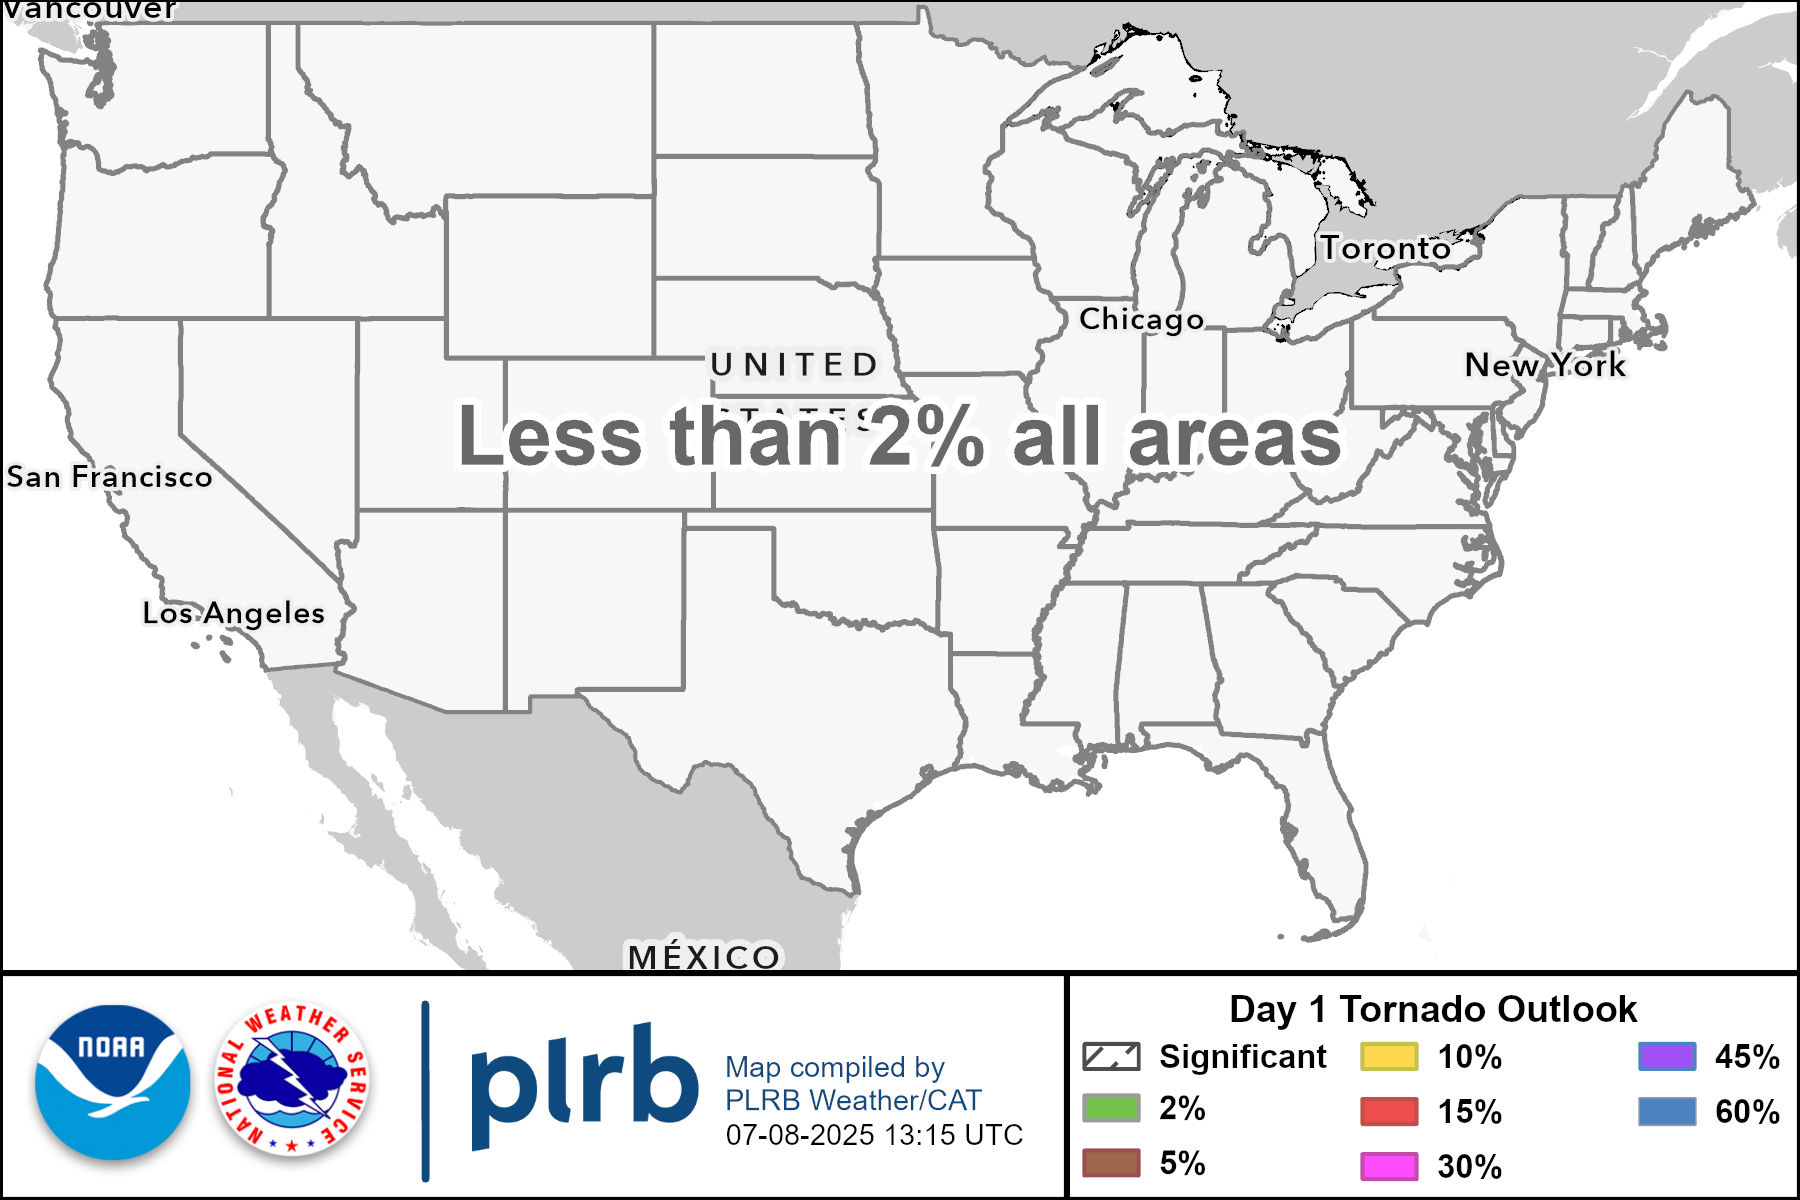 Vancouver
Toronto
Chicago
UNITED
STATES
New York
Less than 2% all areas
San Francisco
Los Angeles
MÉXICO
NOAA
NATIONAL WEATHER SERVICE
plrb
Map compiled by
PLRB Weather/CAT
07-08-2025 13:15 UTC
Day 1 Tornado Outlook
Significant
10%
45%
2%
15%
60%
5%
30%